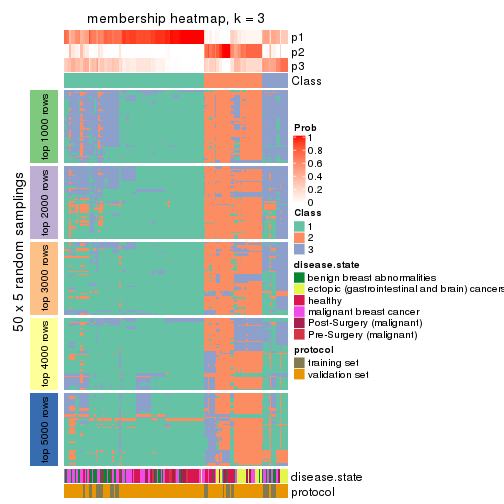 membership heatmap, k = 3
p1
p2
p3
Class
50 x 5 random samplings
top 1000 rows
top 2000 rows
top 3000 rows
top 4000 rows
top 5000 rows
Prob
1
0.8
0.6
0.4
0.2
0
Class
1
2
3
disease.state
benign breast abnormalities
ectopic (gastrointestinal and brain) cancers
healthy
malignant breast cancer
Post-Surgery (malignant)
Pre-Surgery (malignant)
protocol
training set
validation set
disease.state
protocol